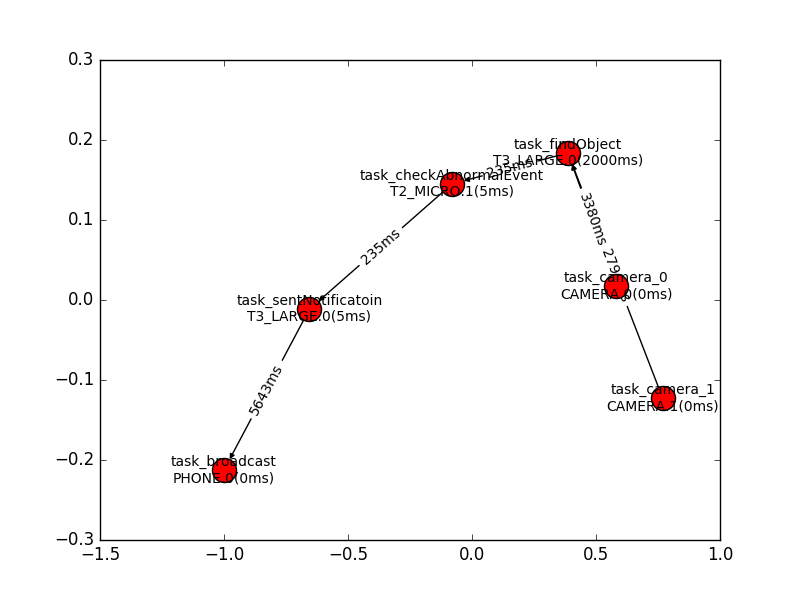 0.3
0.2
0.1
0.0
−0.1
−0.2
−0.3
−1.5
−1.0
−0.5
0.0
0.5
1.0
task_findObject
T3_LARGE.0(2000ms)
235ms
task_checkAbnormalEvent
T2_MICRO.1(5ms)
3380ms
235ms
task_camera_0
CAMERA.0(0ms)
task_sentNotificatoin
T3_LARGE.0(5ms)
task_camera_1
CAMERA.1(0ms)
5643ms
task_broadcast
PHONE.0(0ms)